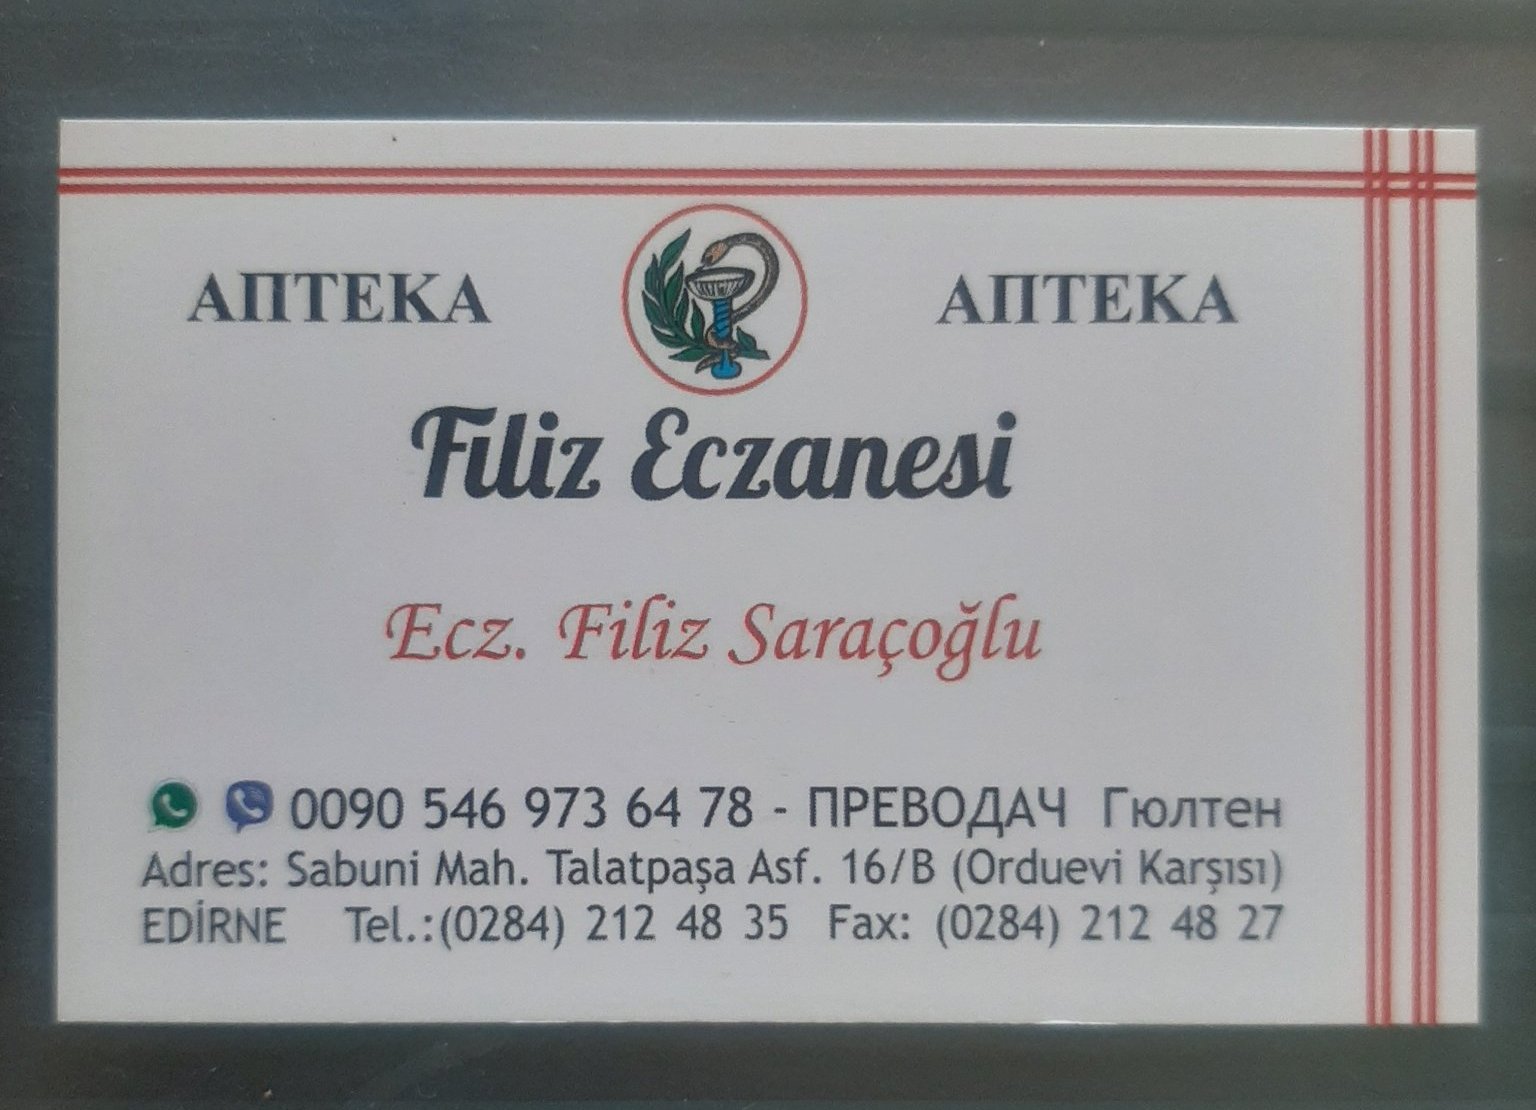 АПТЕКА АПТЕКА
Filiz Eczanesi
Ecz. Filiz Saraçoğlu
0090 546 973 64 78 - ПРЕВОДАЧ Гюлтен
Adres: Sabuni Mah. Talatpaşa Asf. 16/B (Orduevi Karşısı)
EDİRNE Tel.:(0284) 212 48 35 Fax: (0284) 212 48 27